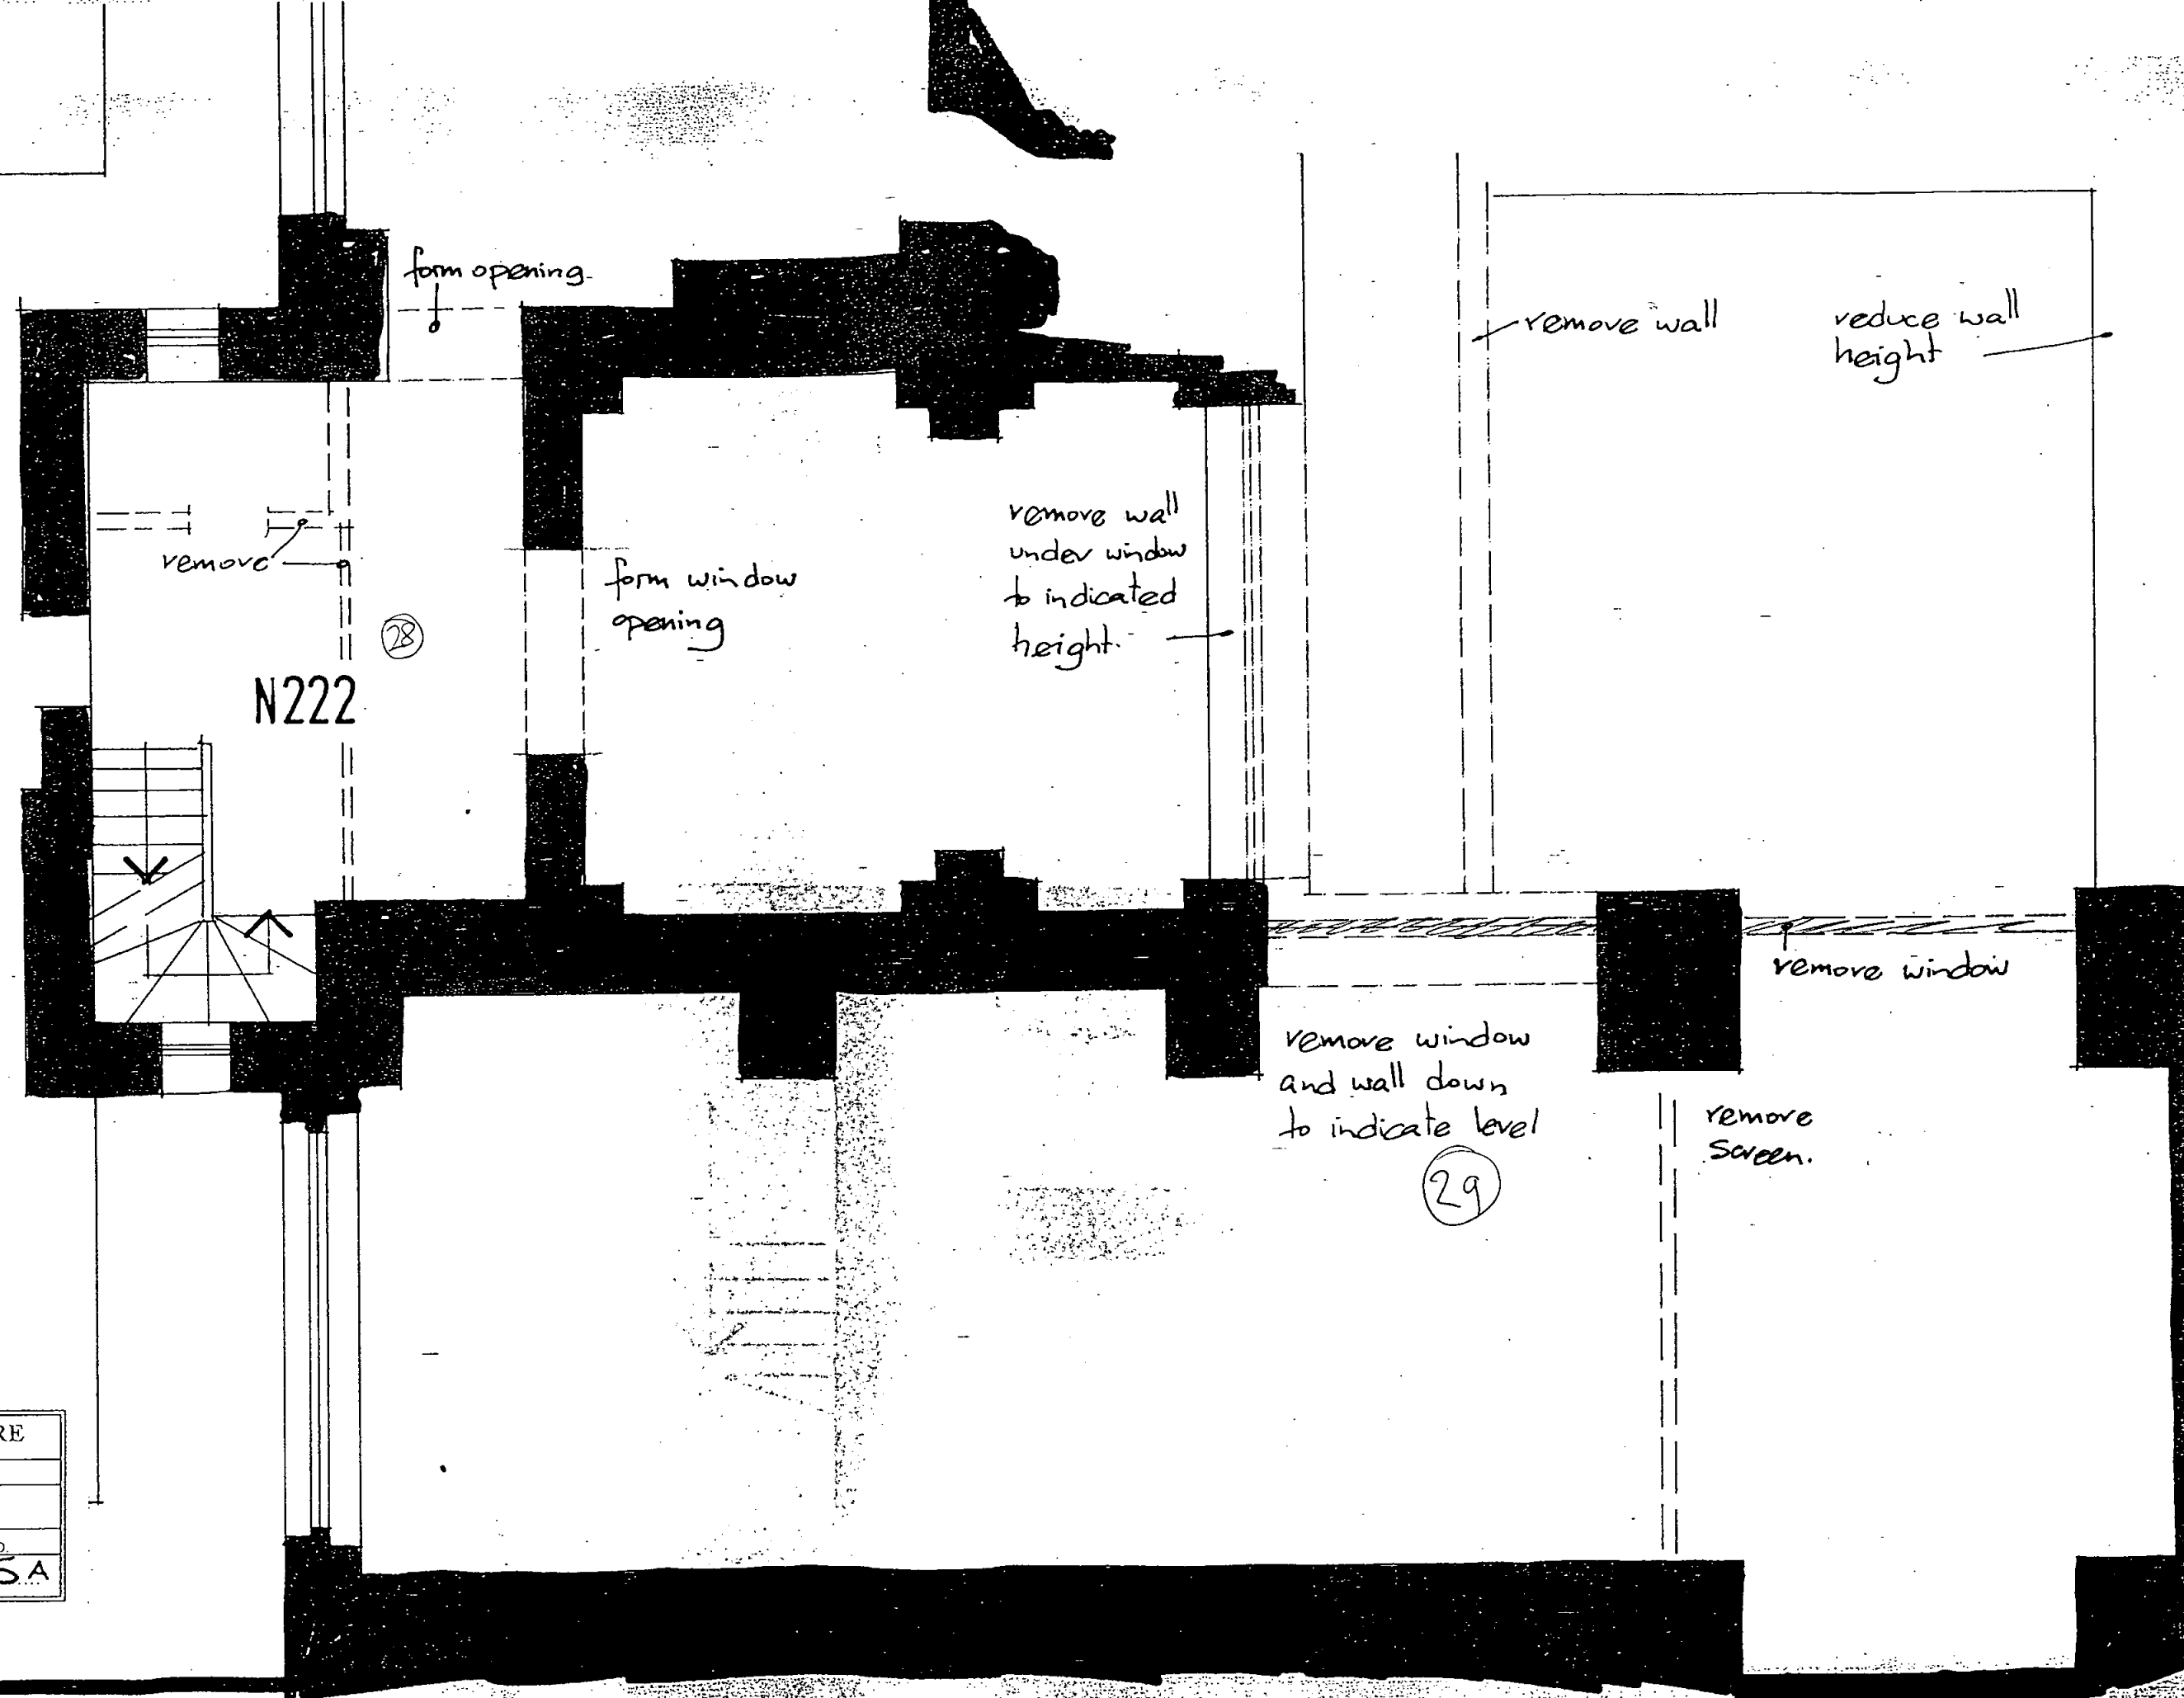 form opening
remove wall
reduce wall
height
remove wall
under window
to indicated
height.
remove
form window
opening
28
N222
remove window
remove window
and wall down
to indicate level
29
remove
screen.
RE
5A